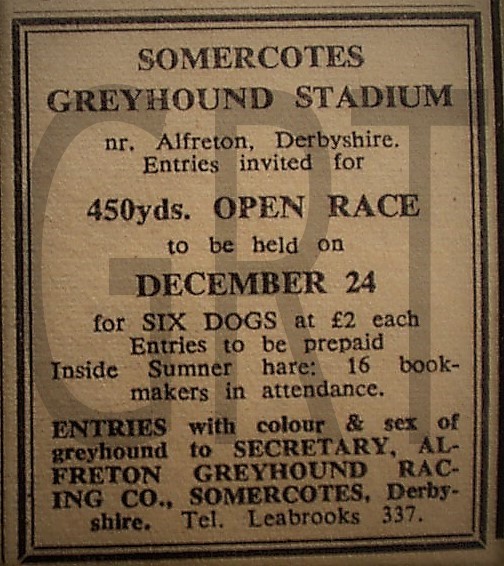 SOMERCOTES
GREYHOUND STADIUM
nr. Alfreton, Derbyshire.
Entries invited for
450yds. OPEN RACE
to be held on
DECEMBER 24
for SIX DOGS at £2 each
Entries to be prepaid
Inside Sumner hare: 16 book-
makers in attendance.
ENTRIES with colour & sex of
greyhound to SECRETARY, AL-
FRETON GREYHOUND RAC-
ING CO., SOMERCOTES, Derby-
shire. Tel. Leabrooks 337.
GRT